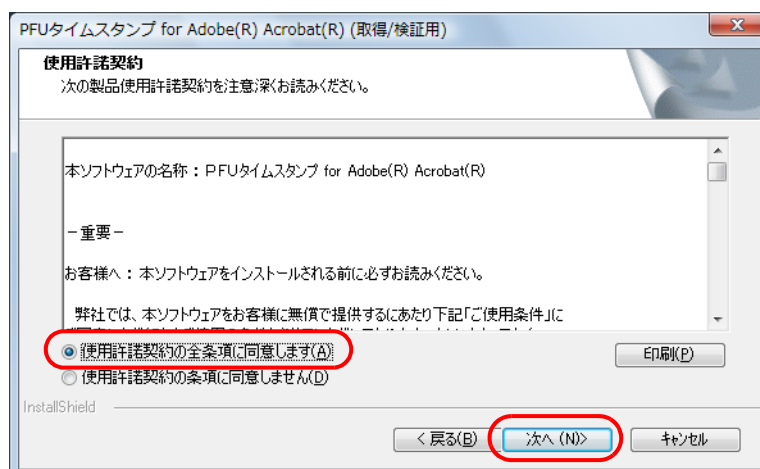 PFUタイムスタンプ for Adobe(R) Acrobat(R) (取得/検証用)
使用許諾契約
次の製品使用許諾契約を注意深くお読みください。
本ソフトウェアの名称：ＰＦＵタイムスタンプ for Adobe(R) Acrobat(R)
－重要－
お客様へ：本ソフトウェアをインストールされる前に必ずお読みください。
弊社では、本ソフトウェアをお客様に無償で提供するにあたり下記「ご使用条件」に
使用許諾契約の全条項に同意します(A)
印刷(P)
使用許諾契約の条項に同意しません(D)
InstallShield
< 戻る(B)
次へ (N)>
キャンセル